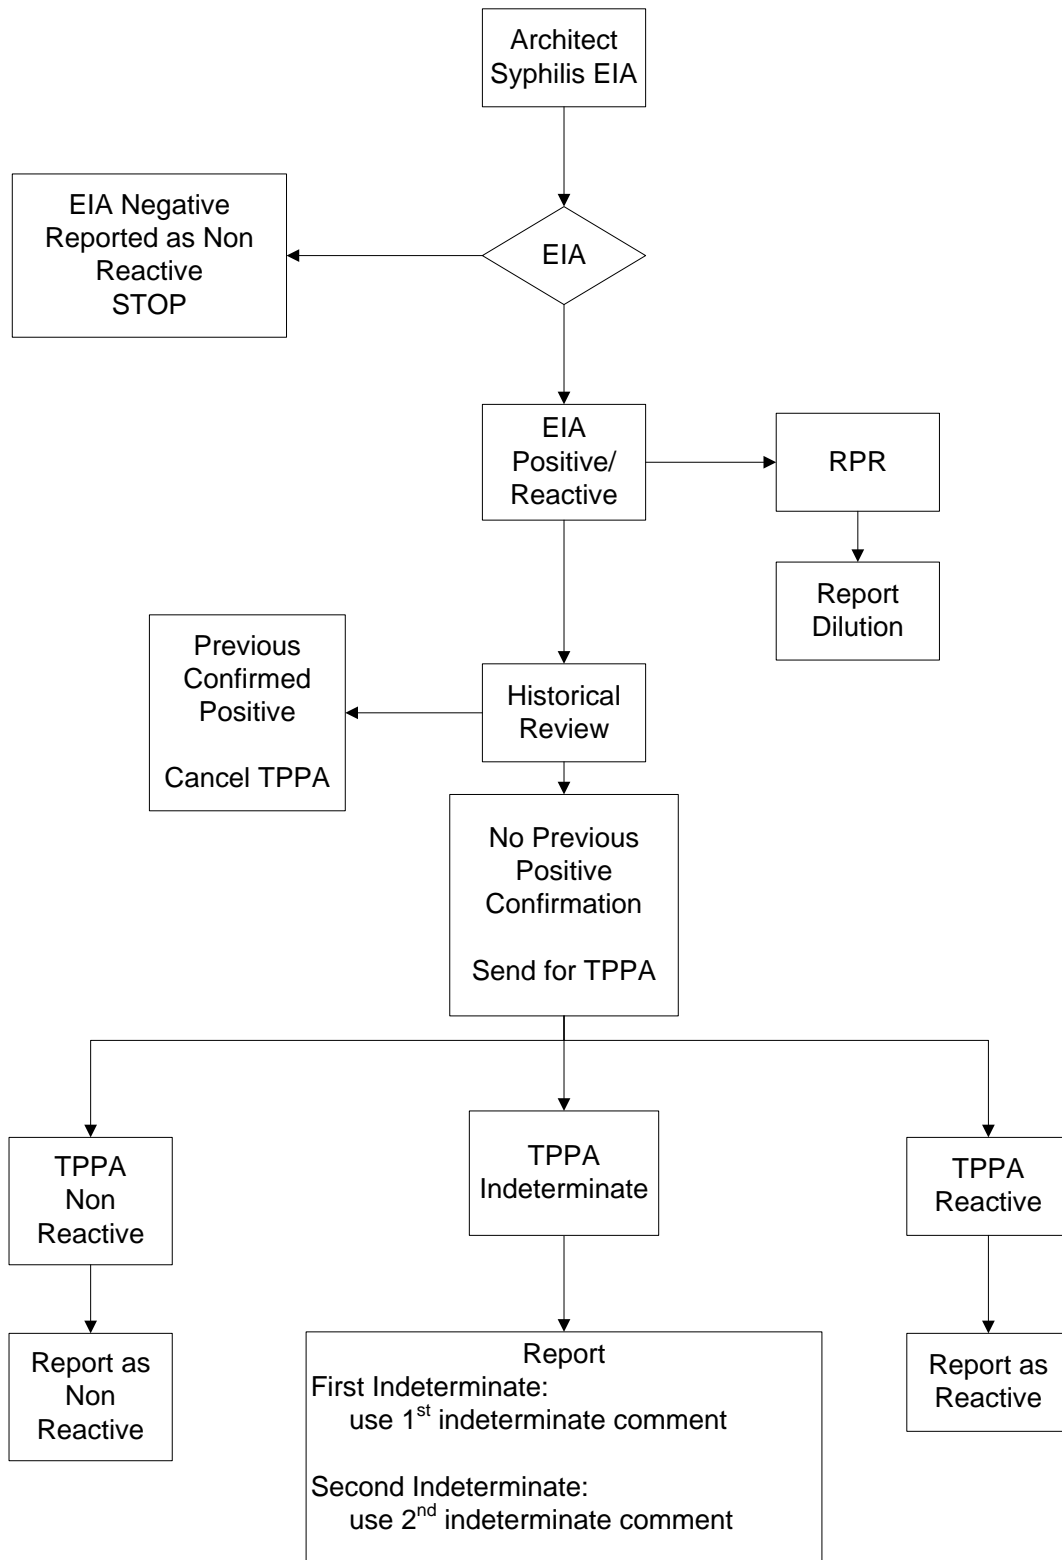 Architect
Syphilis EIA
EIA Negative
Reported as Non
Reactive
STOP
EIA
EIA
Positive/
Reactive
RPR
Report
Dilution
Previous
Confirmed
Positive
Cancel TPPA
Historical
Review
No Previous
Positive
Confirmation
Send for TPPA
TPPA
Non
Reactive
TPPA
Indeterminate
TPPA
Reactive
Report as
Non
Reactive
Report
First Indeterminate:
use 1st indeterminate comment
Second Indeterminate:
use 2nd indeterminate comment
Report as
Reactive